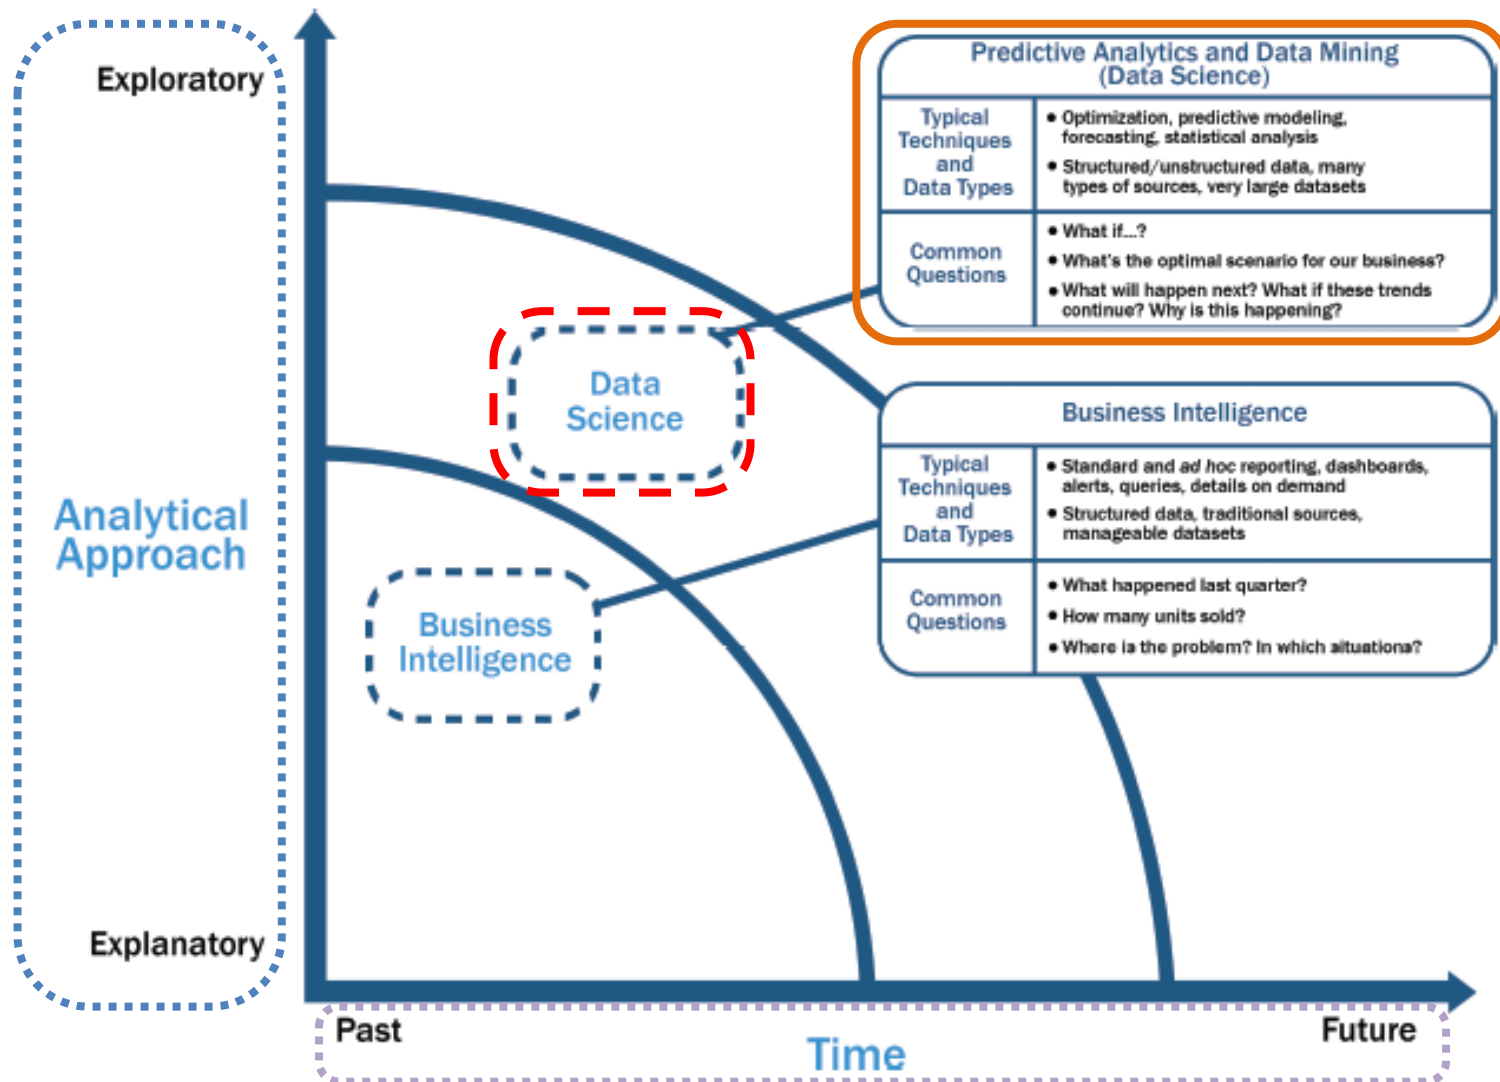 Exploratory
Analytical
Approach
Explanatory
Data
Science
Business
Intelligence
Predictive Analytics and Data Mining
(Data Science)
Typical
Techniques
and
Data Types
• Optimization, predictive modeling,
forecasting, statistical analysis
• Structured/unstructured data, many
types of sources, very large datasets
Common
Questions
• What if...?
• What's the optimal scenario for our business?
• What will happen next? What if these trends
continue? Why is this happening?
Business Intelligence
Typical
Techniques
and
Data Types
• Standard and ad hoc reporting, dashboards,
alerts, queries, details on demand
• Structured data, traditional sources,
manageable datasets
Common
Questions
• What happened last quarter?
• How many units sold?
• Where is the problem? In which situations?
Past
Time
Future